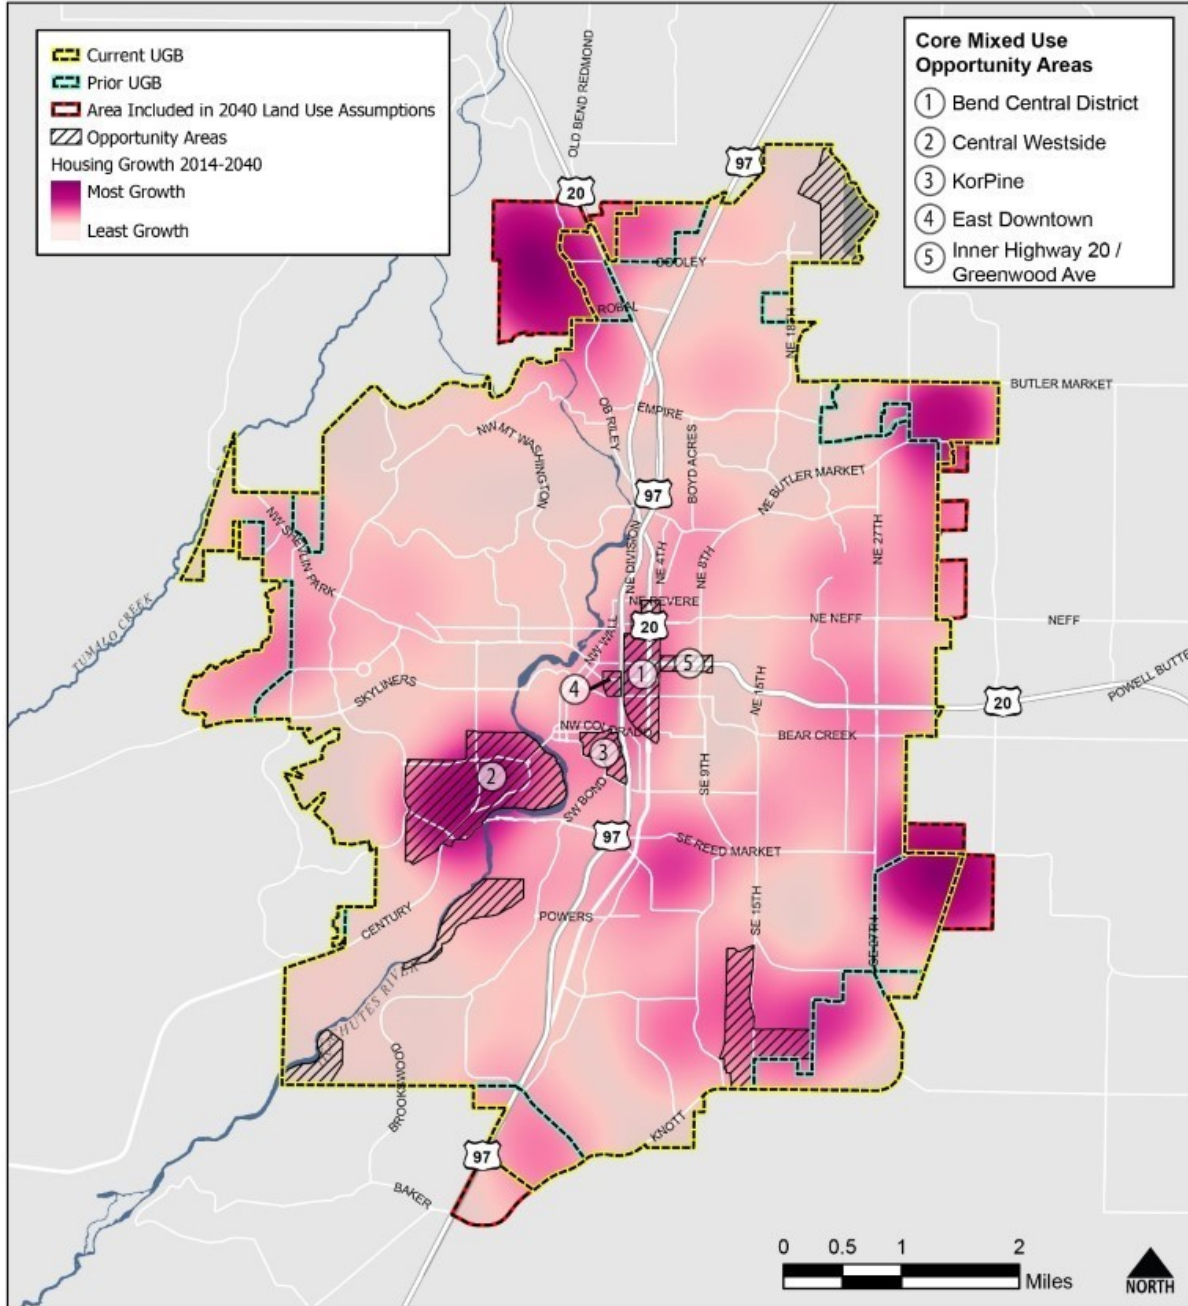 Current UGB
Prior UGB
Area Included in 2040 Land Use Assumptions
Opportunity Areas
Housing Growth 2014-2040
Most Growth
Least Growth
Core Mixed Use
Opportunity Areas
1 Bend Central District
2 Central Westside
3 KorPine
4 East Downtown
5 Inner Highway 20 /
Greenwood Ave
OLD BEND REDMOND
97
20
COOLEY
ROBAL
NE 18TH
BUTLER MARKET
EMPIRE
OB RILEY
NW MT WASHINGTON
BOYD ACRES
NE BUTLER MARKET
97
NW SHEVLIN PARK
NE DIVISION
NE 4TH
NE 8TH
NE 27TH
TUMALO CREEK
NE REVERE
20
NE NEFF
NEFF
NW WALL
1
5
4
SKYLINERS
NE 15TH
20
POWELL BUTTE
NW COLORADO
BEAR CREEK
3
2
SE 9TH
SW BOND
97
SE REED MARKET
POWERS
SE 15TH
CENTURY
SE 27TH
HUTES RIVER
BROOKSWOOD
KNOTT
97
BAKER
0 0.5 1 2
Miles
NORTH